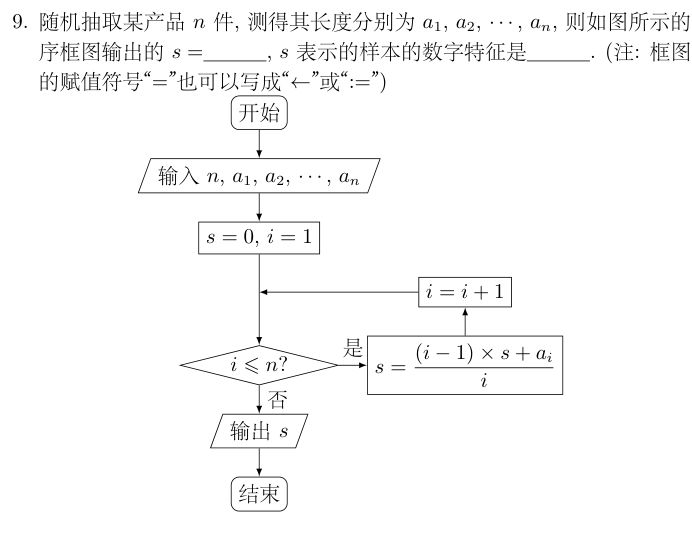 9. 随机抽取某产品 n 件, 测得其长度分别为 a₁, a₂, ⋯, aₙ, 则如图所示的
序框图输出的 s =______, s 表示的样本的数字特征是______. (注: 框图
的赋值符号“=”也可以写成“←”或“:=”)
开始
输入 n, a₁, a₂, ⋯, aₙ
s = 0, i = 1
i = i + 1
i ⩽ n?
是
s = \frac{(i − 1) × s + aᵢ}{i}
否
输出 s
结束